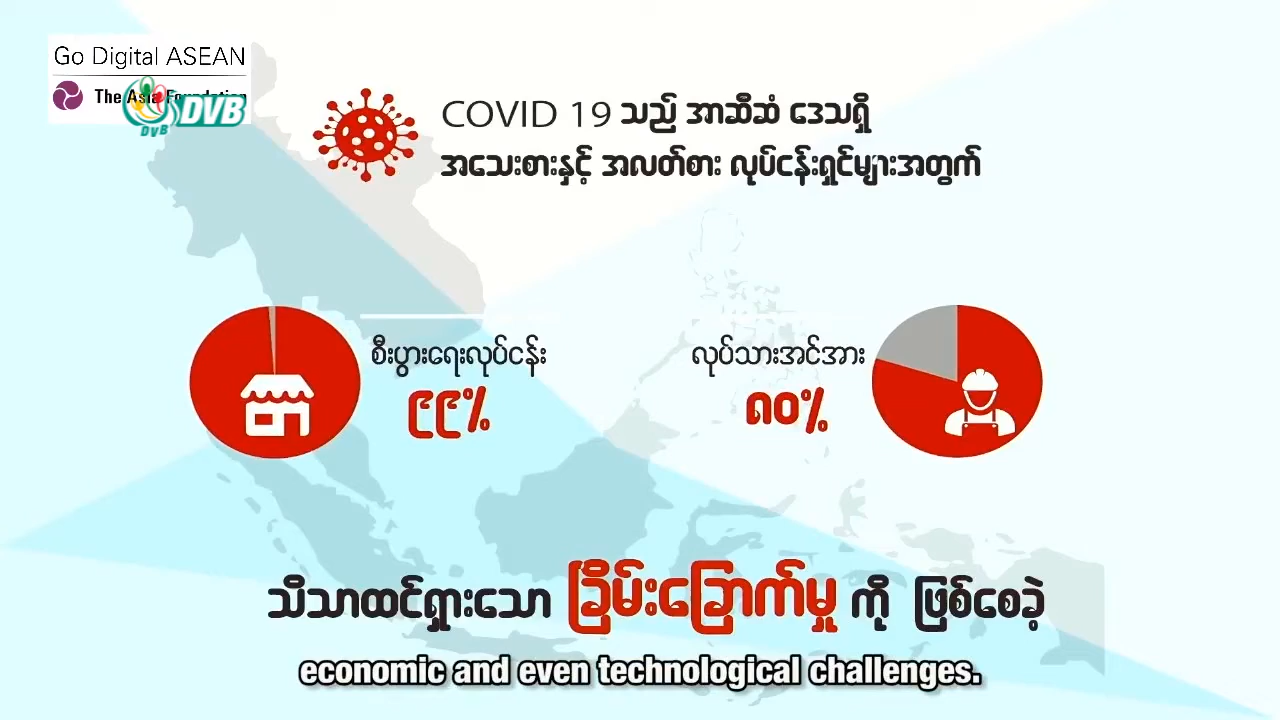 Go Digital ASEAN
The Asia Foundation
DVB
DVB
COVID 19 သည် အာဆီဆံ ဒေသရှိ
အသေးစားနှင့် အလတ်စား လုပ်ငန်းရှင်များအတွက်
စီးပွားရေးလုပ်ငန်း
၉၉%
လုပ်သားအင်အား
၈၀%
သိသာထင်ရှားသော ခြိမ်းခြောက်မှု ကို ဖြစ်စေခဲ့
economic and even technological challenges.